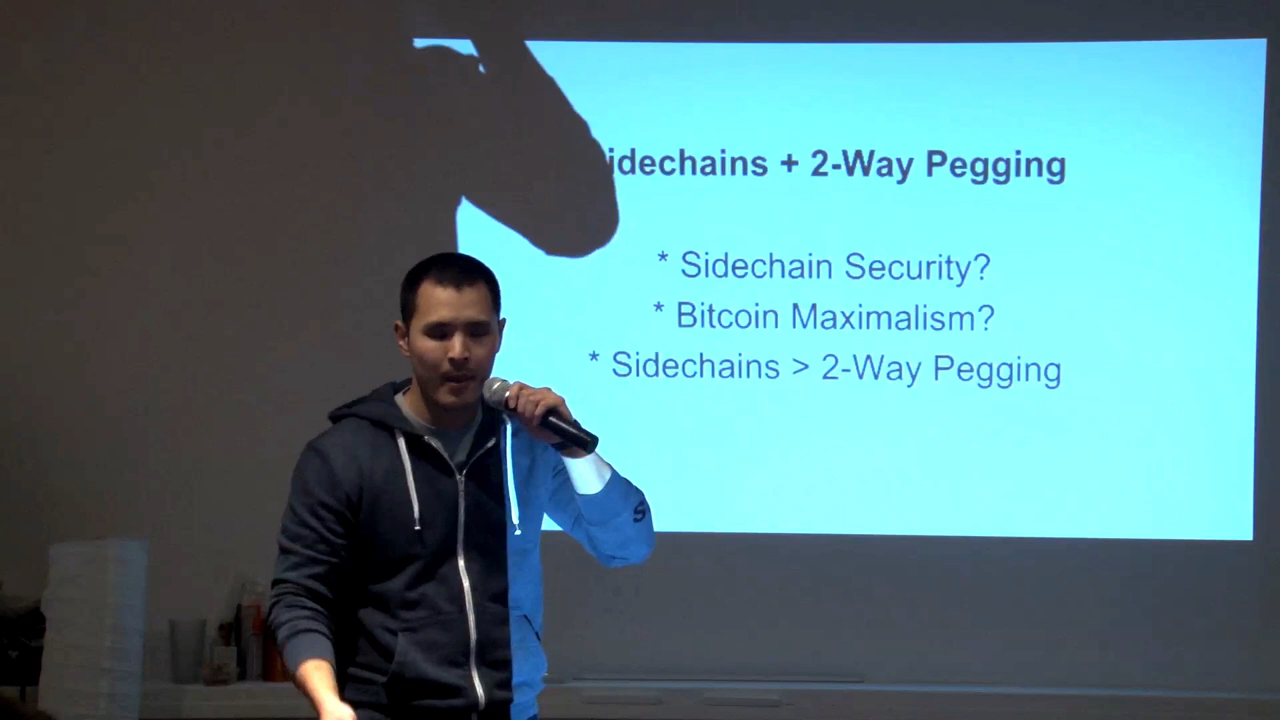 idechains + 2-Way Pegging
* Sidechain Security?
* Bitcoin Maximalism?
* Sidechains > 2-Way Pegging
S